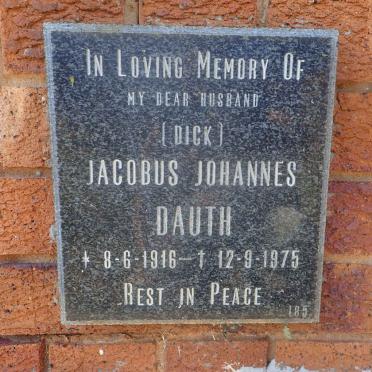 In Loving Memory Of
my dear husband
(DICK)
JACOBUS JOHANNES
DAUTH
* 8-6-1916 — † 12-9-1975
Rest in Peace
185